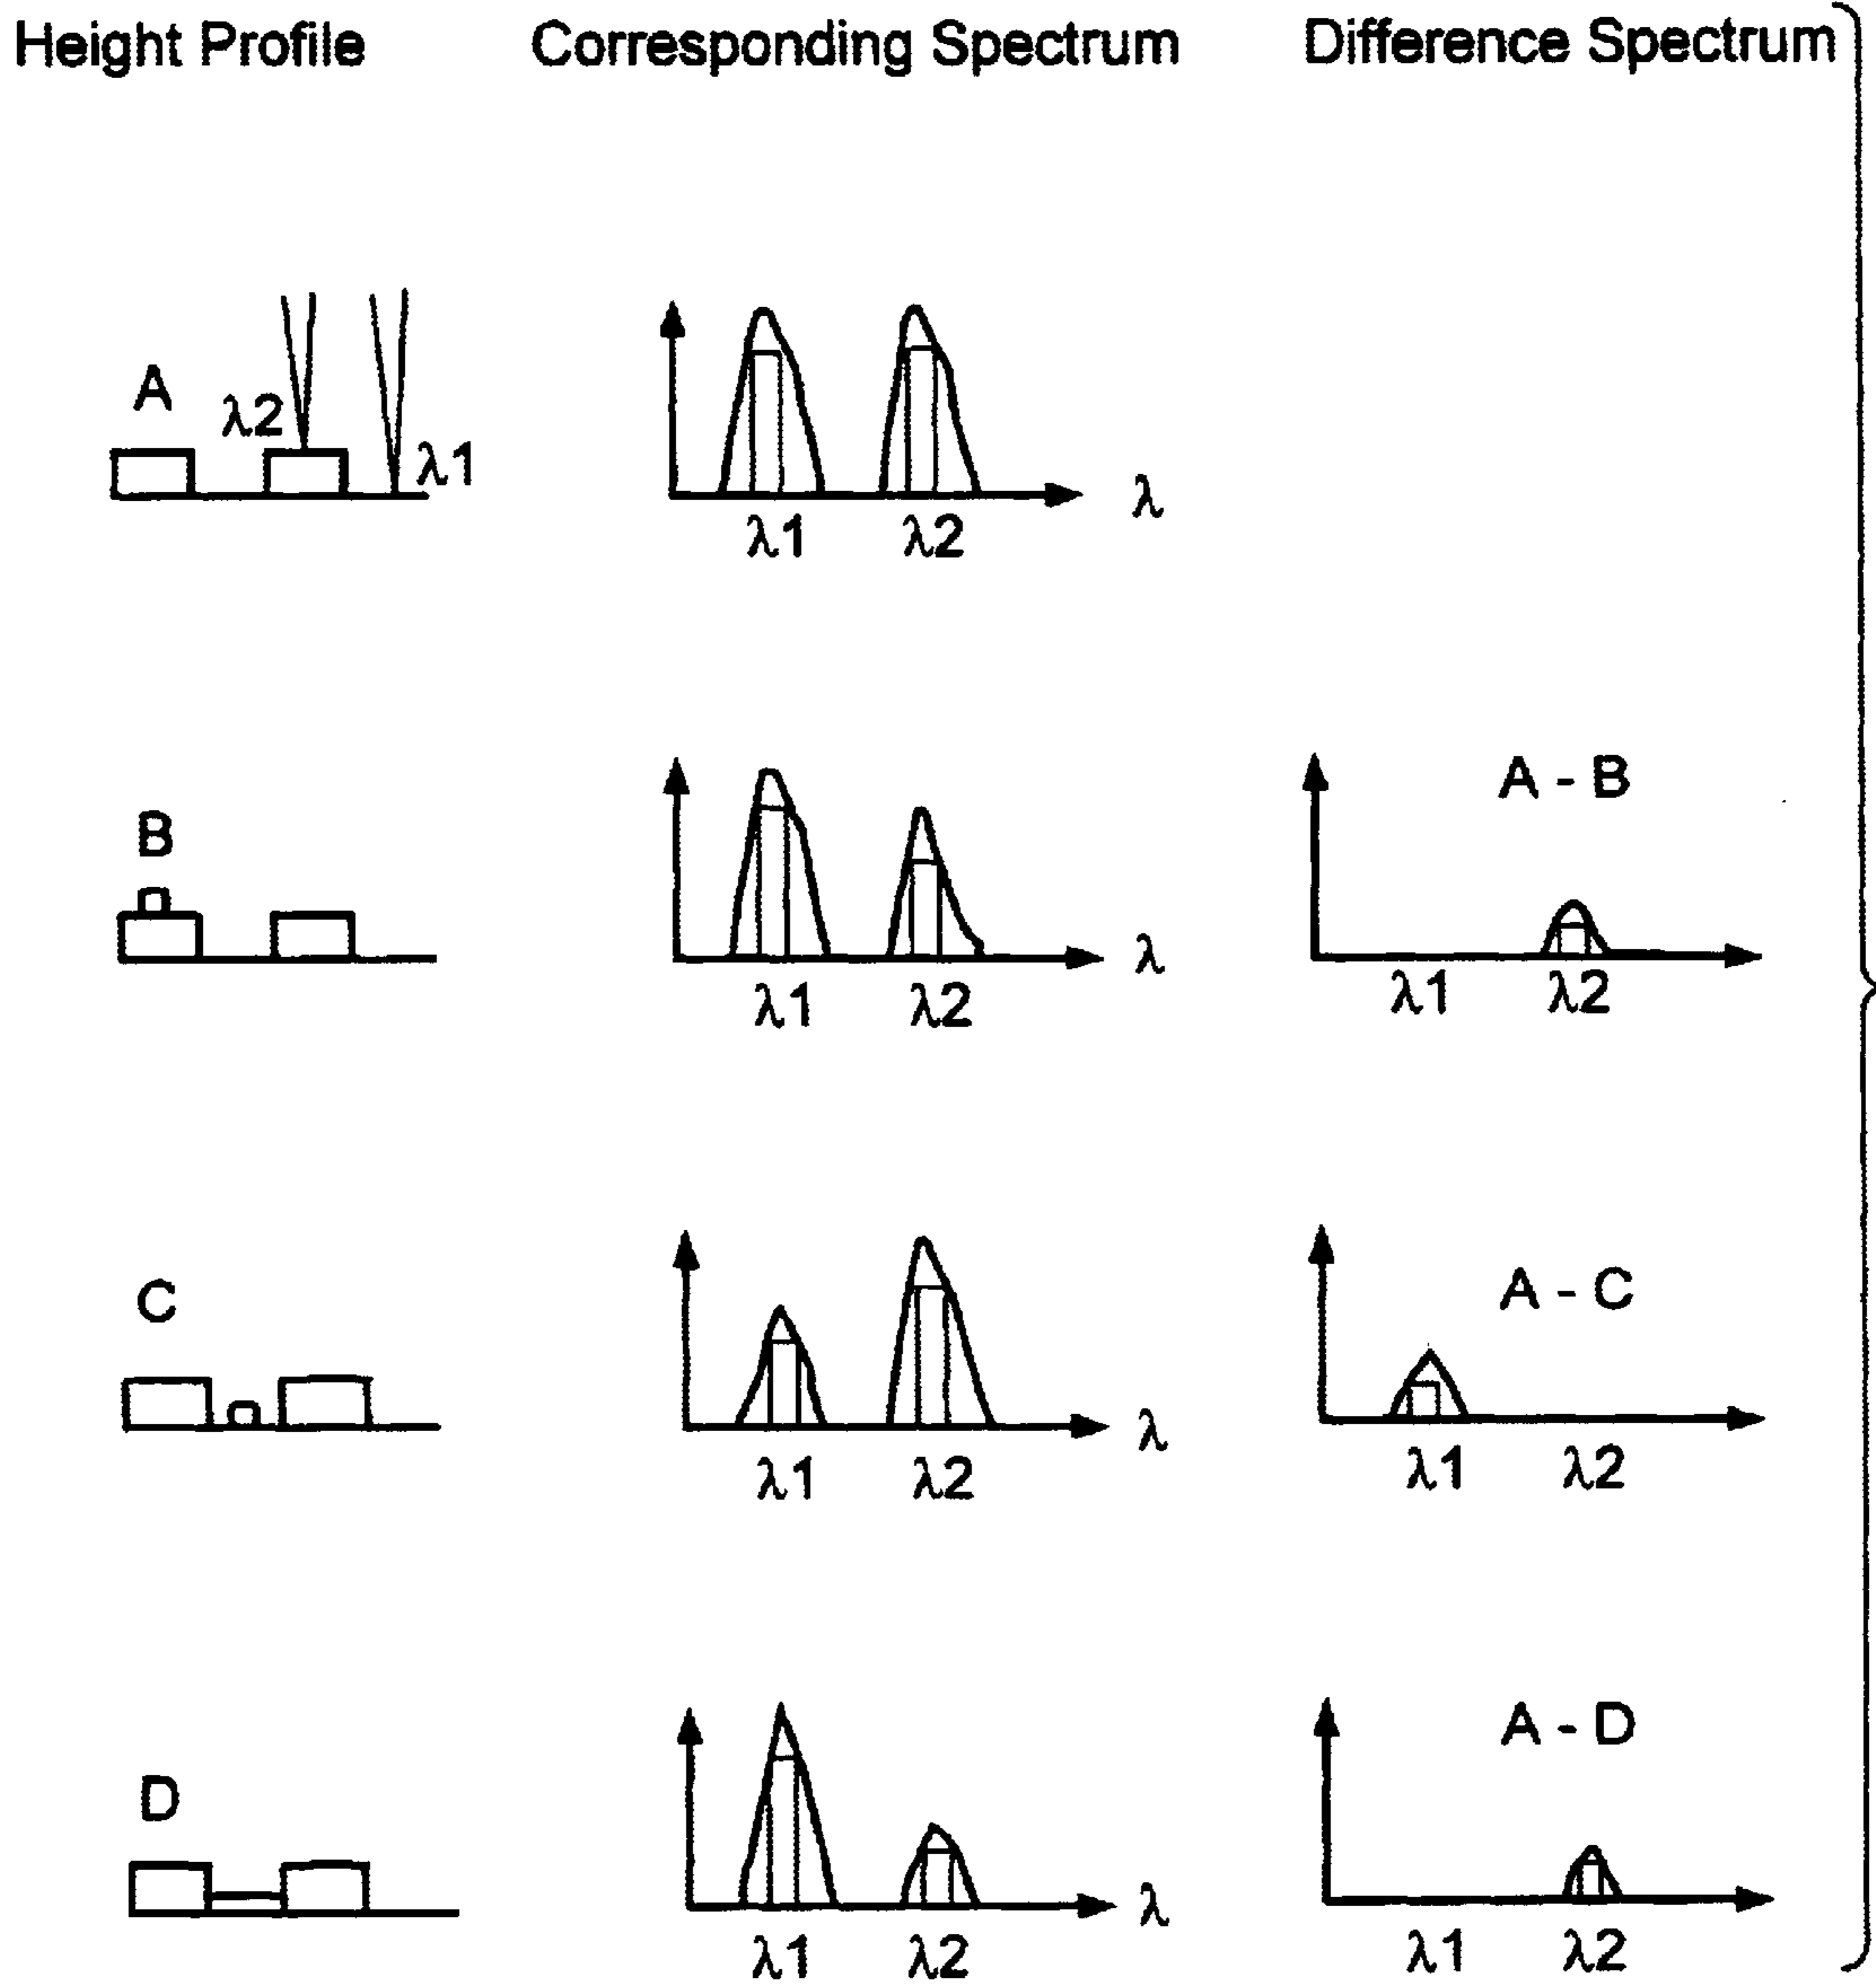 Height Profile Corresponding Spectrum Difference Spectrum
A
λ2
λ1
λ
λ1 λ2
B
A - B
λ
λ1 λ2
λ1 λ2
C
A - C
λ
λ1 λ2
λ1 λ2
D
A - D
λ
λ1 λ2
λ1 λ2